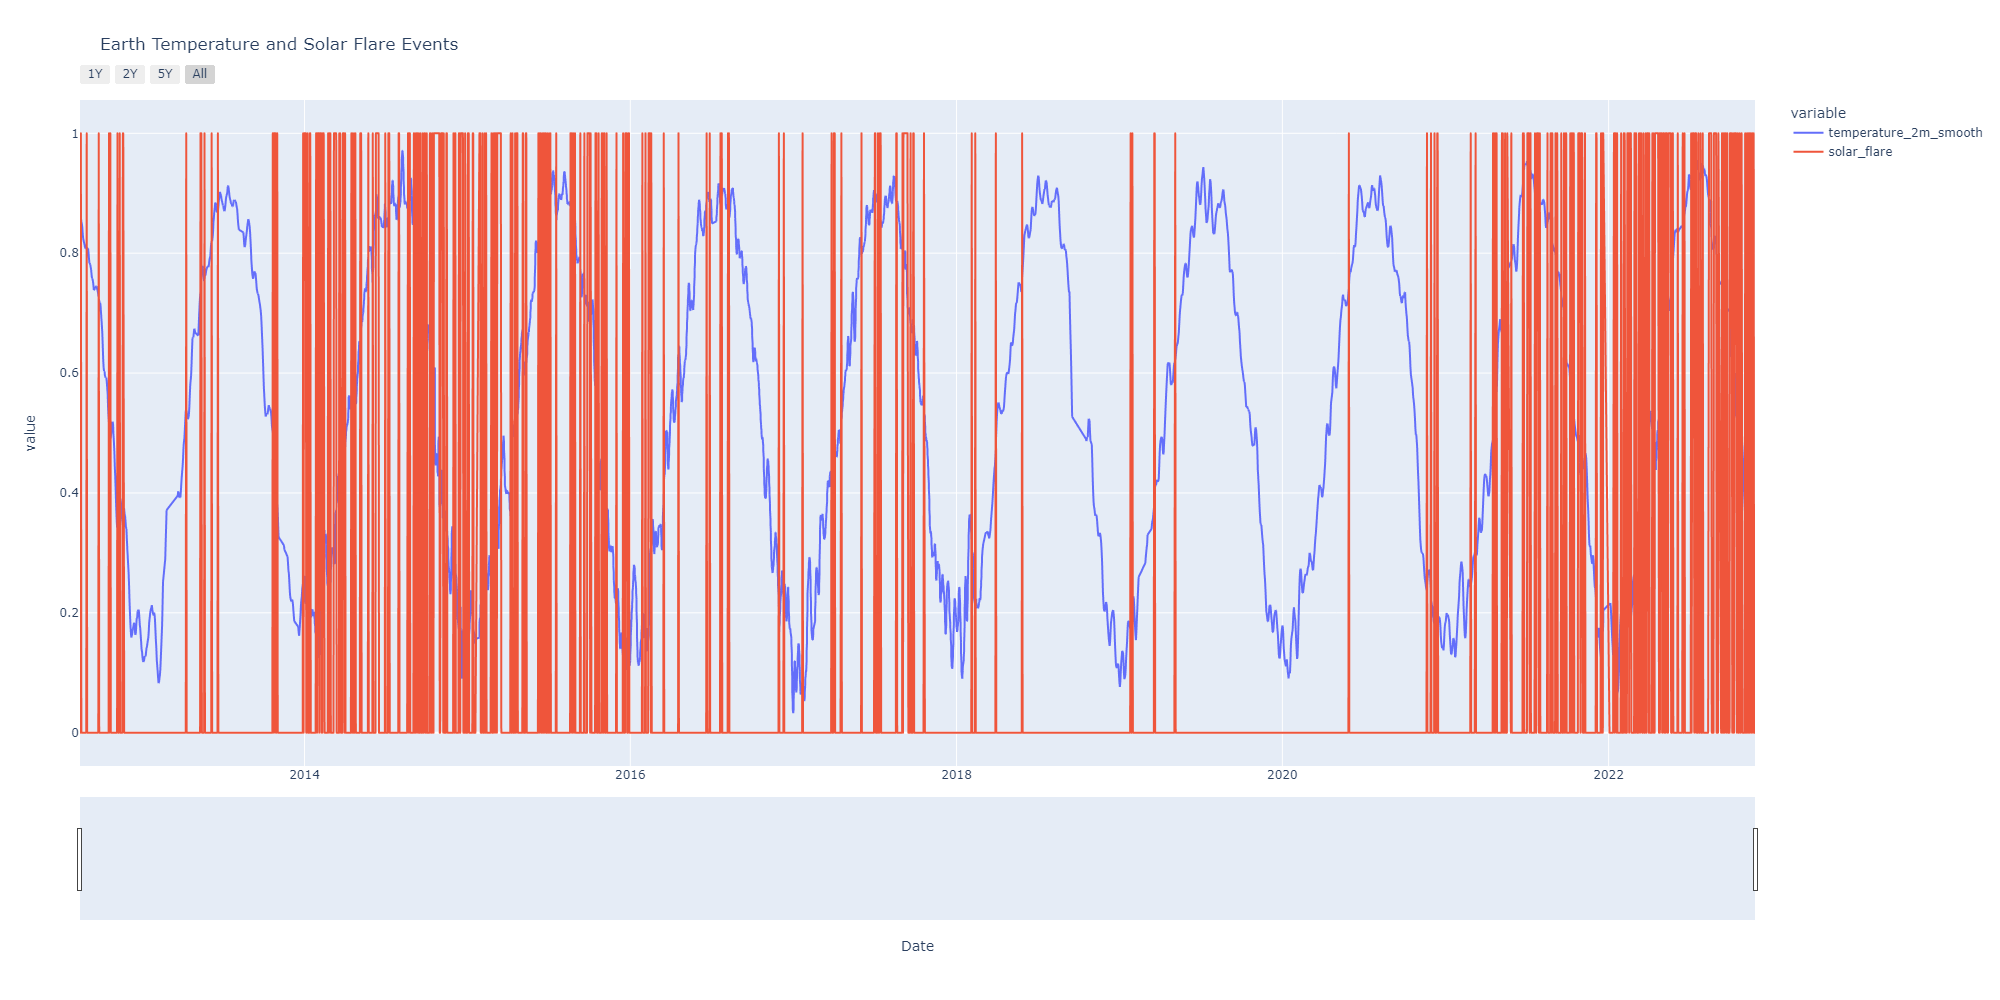 Earth Temperature and Solar Flare Events
1Y 2Y 5Y All
variable
temperature_2m_smooth
solar_flare
value
1
0.8
0.6
0.4
0.2
0
2014 2016 2018 2020 2022
Date